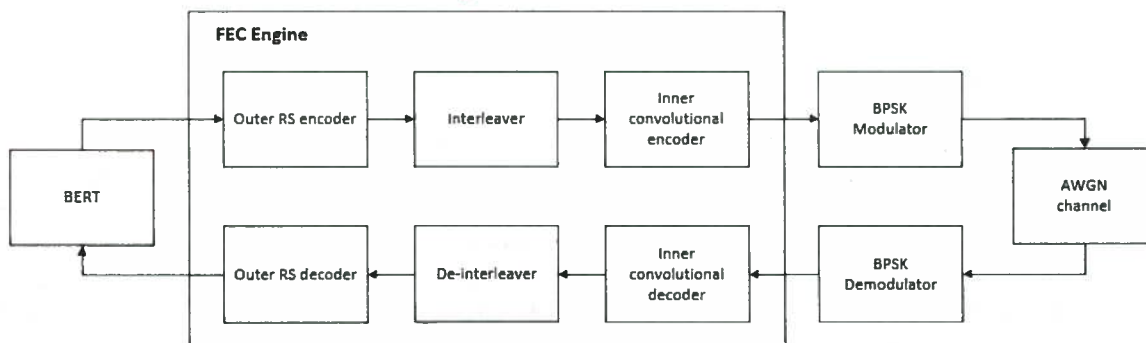 FEC Engine
Outer RS encoder
Interleaver
Inner
convolutional
encoder
BPSK
Modulator
BERT
AWGN
channel
Outer RS decoder
De-interleaver
Inner
convolutional
decoder
BPSK
Demodulator